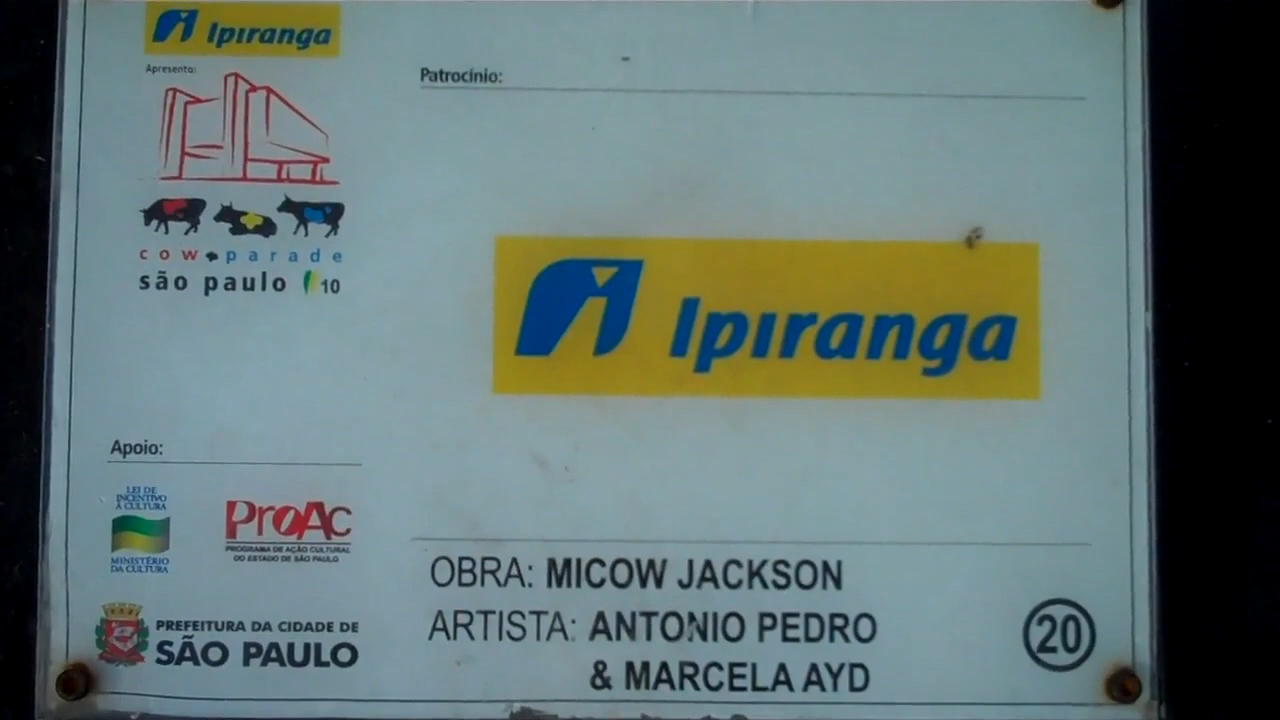 Ipiranga
Apresenta:
cow parade
são paulo 10
Patrocínio:
Ipiranga
Apoio:
LEI DE
INCENTIVO
À CULTURA
MINISTÉRIO
DA CULTURA
ProAC
PROGRAMA DE AÇÃO CULTURAL
DO ESTADO DE SÃO PAULO
PREFEITURA DA CIDADE DE
SÃO PAULO
OBRA: MICOW JACKSON
ARTISTA: ANTONIO PEDRO
& MARCELA AYD
20